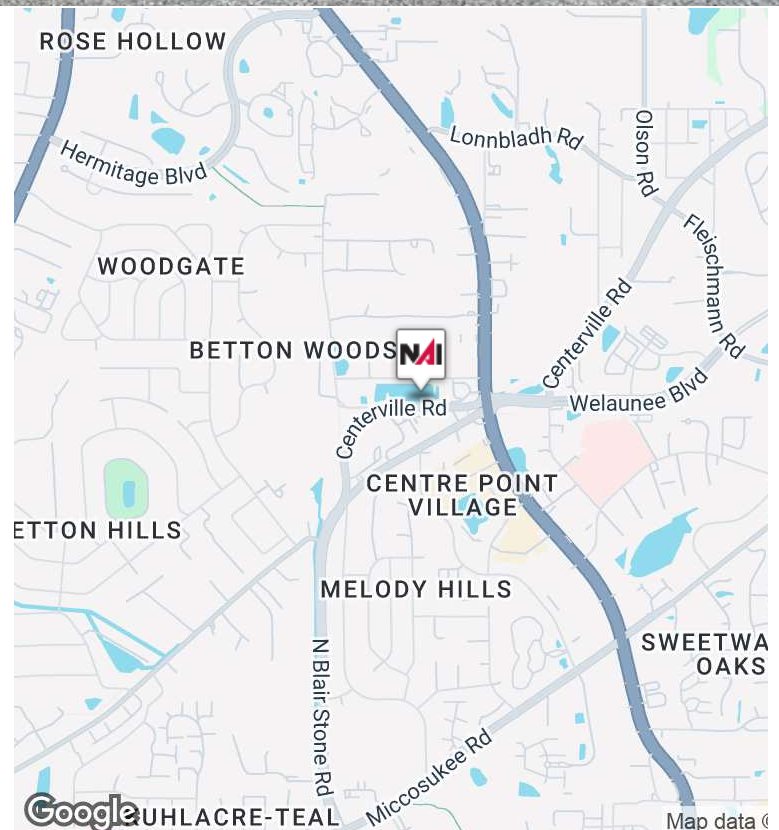 ROSE HOLLOW
Lonnbladh Rd
Olson Rd
Hermitage Blvd
Fleischmann Rd
WOODGATE
Centerville Rd
BETTON WOODS
NAI
Welaunee Blvd
Centerville Rd
CENTRE POINT
VILLAGE
ETTON HILLS
MELODY HILLS
SWEETWA
OAKS
N Blair Stone Rd
Miccosukee Rd
Google
BUHLACRE-TEAL
Map data ©